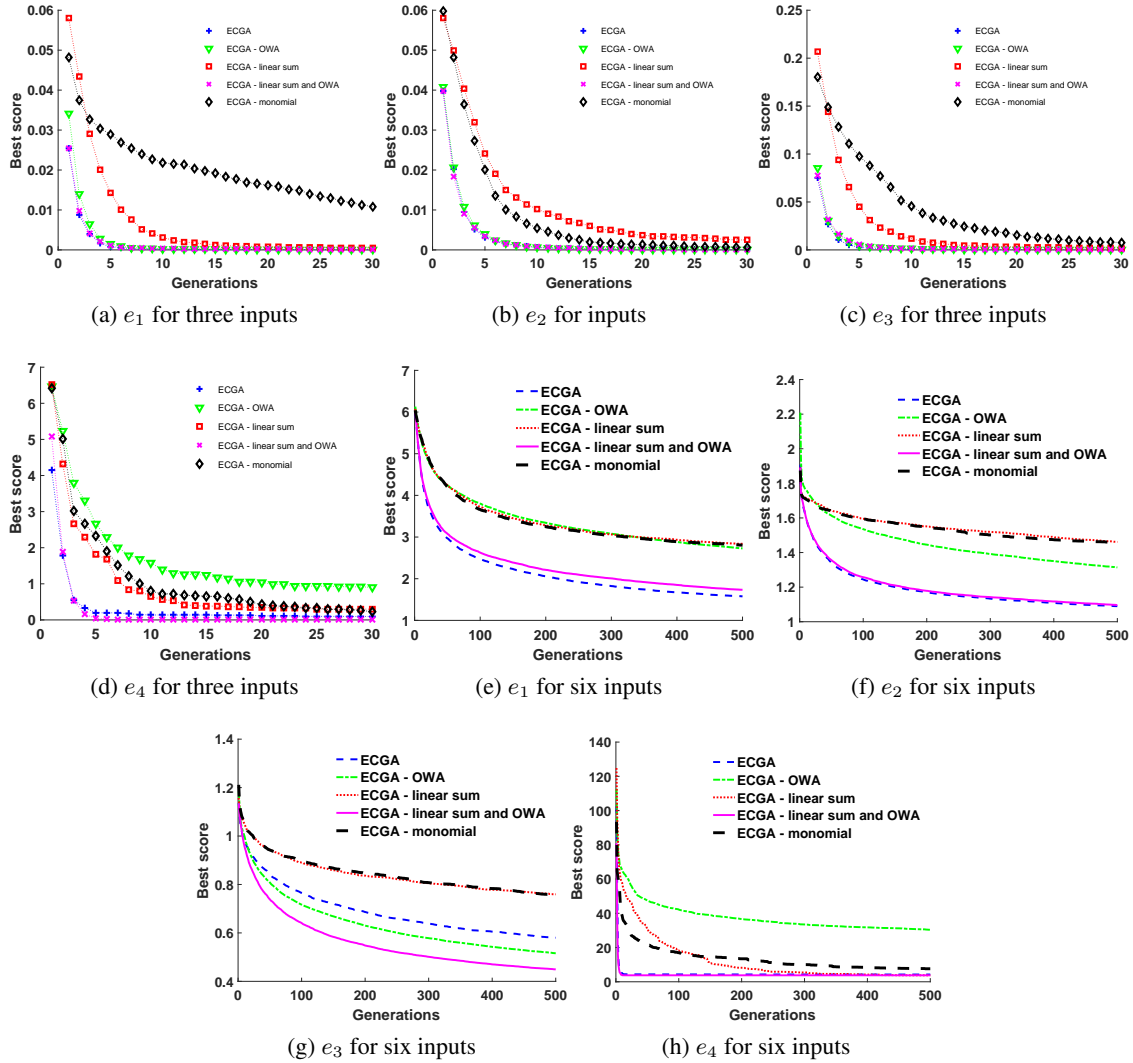 0.06
0.05
0.04
0.03
0.02
0.01
0
Best score
0 5 10 15 20 25 30
Generations
ECGA
ECGA - OWA
ECGA - linear sum
ECGA - linear sum and OWA
ECGA - monomial
(a) e1 for three inputs
0.06
0.05
0.04
0.03
0.02
0.01
0
Best score
0 5 10 15 20 25 30
Generations
ECGA
ECGA - OWA
ECGA - linear sum
ECGA - linear sum and OWA
ECGA - monomial
(b) e2 for inputs
0.25
0.20
0.15
0.1
0.05
0
Best score
0 5 10 15 20 25 30
Generations
ECGA
ECGA - OWA
ECGA - linear sum
ECGA - linear sum and OWA
ECGA - monomial
(c) e3 for three inputs
7
6
5
4
3
2
1
0
Best score
0 5 10 15 20 25 30
Generations
ECGA
ECGA - OWA
ECGA - linear sum
ECGA - linear sum and OWA
ECGA - monomial
(d) e4 for three inputs
7
6
5
4
3
2
1
Best score
0 100 200 300 400 500
Generations
ECGA
ECGA - OWA
ECGA - linear sum
ECGA - linear sum and OWA
ECGA - monomial
(e) e1 for six inputs
2.4
2.2
2
1.8
1.6
1.4
1.2
1
Best score
0 100 200 300 400 500
Generations
ECGA
ECGA - OWA
ECGA - linear sum
ECGA - linear sum and OWA
ECGA - monomial
(f) e2 for six inputs
1.4
1.2
1
0.8
0.6
0.4
Best score
0 100 200 300 400 500
Generations
ECGA
ECGA - OWA
ECGA - linear sum
ECGA - linear sum and OWA
ECGA - monomial
(g) e3 for six inputs
140
120
100
80
60
40
20
0
Best score
0 100 200 300 400 500
Generations
ECGA
ECGA - OWA
ECGA - linear sum
ECGA - linear sum and OWA
ECGA - monomial
(h) e4 for six inputs